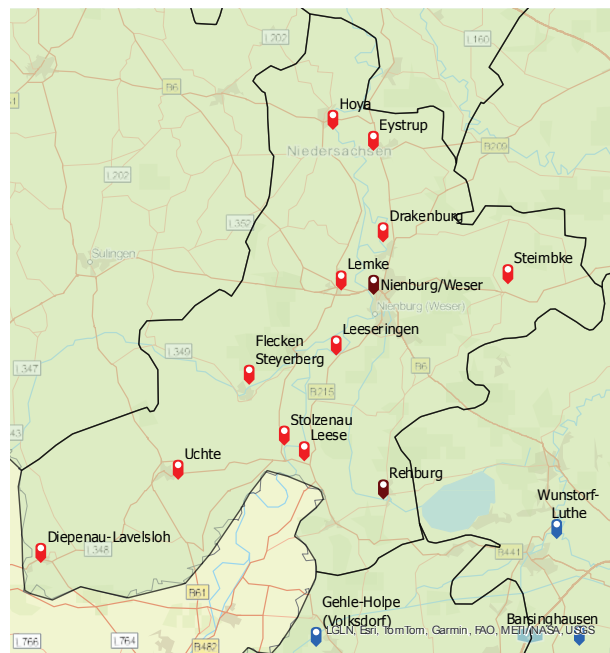 L202
L160
B6
61
Hoya
Eystrup
Niedersachsen
B209
L202
Drakenburg
L352
Sulingen
Lemke
Steimbke
Nienburg/Weser
Nienburg (Weser)
Leeseringen
Flecken
Steyerberg
L349
L347
B6
B215
43
Stolzenau
Leese
Uchte
Rehburg
Wunstorf-
Luthe
Diepenau-Lavelsloh
L348
B441
B61
Gehle-Holpe
(Volksdorf)
Barsinghausen
LGLN, Esri, TomTom, Garmin, FAO, METI/NASA, USGS
L766
L764
B482